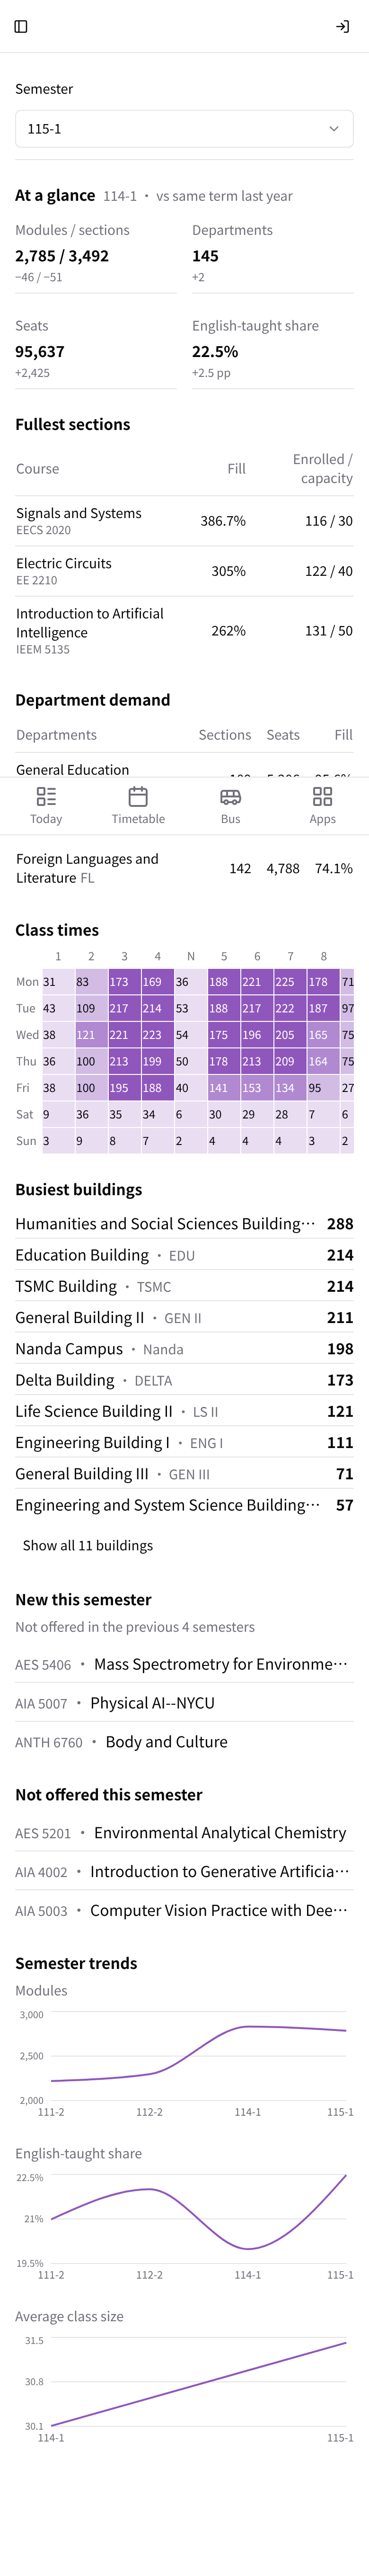 Semester
115-1
At a glance 114-1 • vs same term last year
Modules / sections Departments
2,785 / 3,492 145
−46 / −51 +2
Seats English-taught share
95,637 22.5%
+2,425 +2.5 pp
Fullest sections
Course Fill Enrolled / capacity
Signals and Systems 386.7% 116 / 30
EECS 2020
Electric Circuits 305% 122 / 40
EE 2210
Introduction to Artificial
Intelligence 262% 131 / 50
IEEM 5135
Department demand
Departments Sections Seats Fill
General Education
Today Timetable Bus Apps
Foreign Languages and
Literature FL 142 4,788 74.1%
Class times
1 2 3 4 N 5 6 7 8
Mon 31 83 173 169 36 188 221 225 178 71
Tue 43 109 217 214 53 188 217 222 187 97
Wed 38 121 221 223 54 175 196 205 165 75
Thu 36 100 213 199 50 178 213 209 164 75
Fri 38 100 195 188 40 141 153 134 95 27
Sat 9 36 35 34 6 30 29 28 7 6
Sun 3 9 8 7 2 4 4 4 3 2
Busiest buildings
Humanities and Social Sciences Building… 288
Education Building • EDU 214
TSMC Building • TSMC 214
General Building II • GEN II 211
Nanda Campus • Nanda 198
Delta Building • DELTA 173
Life Science Building II • LS II 121
Engineering Building I • ENG I 111
General Building III • GEN III 71
Engineering and System Science Building… 57
Show all 11 buildings
New this semester
Not offered in the previous 4 semesters
AES 5406 • Mass Spectrometry for Environme…
AIA 5007 • Physical AI--NYCU
ANTH 6760 • Body and Culture
Not offered this semester
AES 5201 • Environmental Analytical Chemistry
AIA 4002 • Introduction to Generative Artificia…
AIA 5003 • Computer Vision Practice with Dee…
Semester trends
Modules
3,000
2,500
2,000
111-2 112-2 114-1 115-1
English-taught share
22.5%
21%
19.5%
111-2 112-2 114-1 115-1
Average class size
31.5
30.8
30.1
114-1 115-1